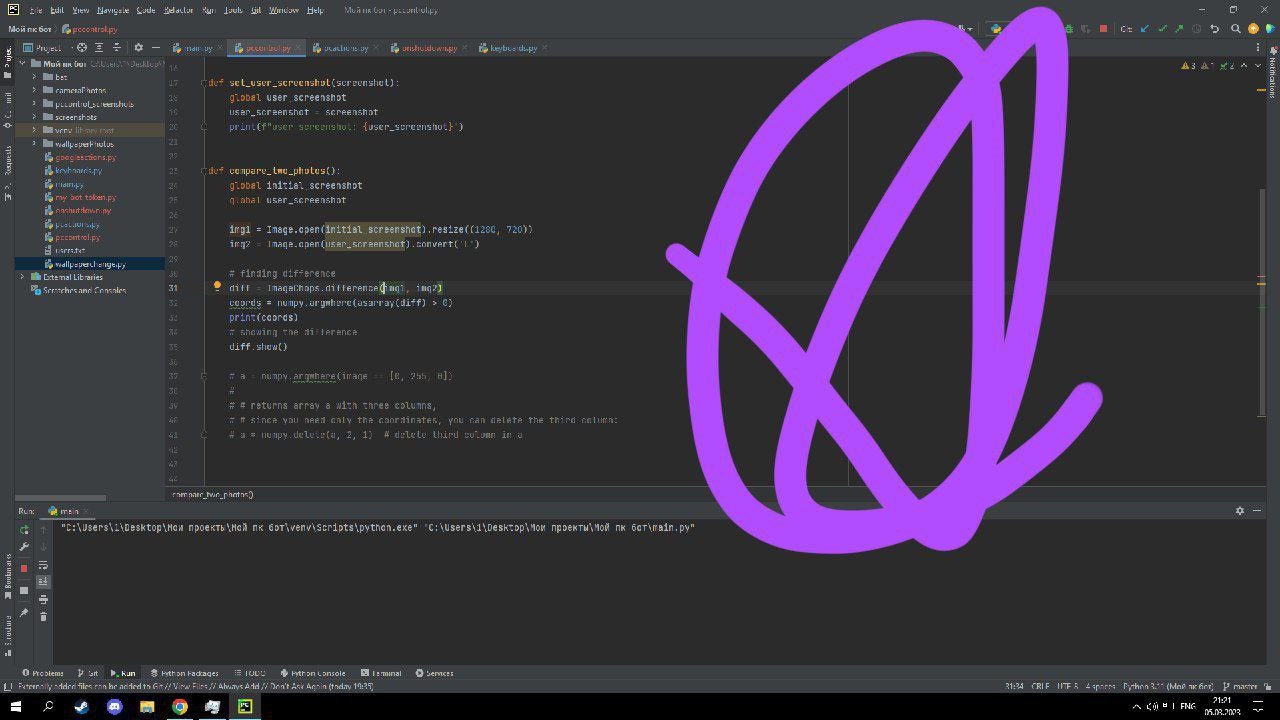 File Edit View Navigate Code Refactor Run Tools Git Window Help Мой пк бот - pccontrol.py
Мой пк бот pccontrol.py Git:
Project main.py pccontrol.py pcactions.py onshutdown.py keyboards.py
Мой пк бот C:\Users\1\Desktop\
bat
cameraPhotos
pccontrol_screenshots
screenshots
venv library root
wallpaperPhotos
googleactions.py
keyboards.py
main.py
my-bot-token.py
onshutdown.py
pcactions.py
pccontrol.py
users.txt
wallpaperchange.py
External Libraries
Scratches and Consoles
Notifications
3 1 2
16
17 def set_user_screenshot(screenshot):
18 global user_screenshot
19 user_screenshot = screenshot
20 print(f"user screenshot: {user_screenshot}")
21
22
23 def compare_two_photos():
24 global initial_screenshot
25 global user_screenshot
26
27 img1 = Image.open(initial_screenshot).resize((1280, 720))
28 img2 = Image.open(user_screenshot).convert('L')
29
30 # finding difference
31 diff = ImageChops.difference(img1, img2)
32 coords = numpy.argwhere(asarray(diff) > 0)
33 print(coords)
34 # showing the difference
35 diff.show()
36
37 # a = numpy.argwhere(image == [0, 255, 0])
38 #
39 # # returns array a with three columns,
40 # # since you need only the coordinates, you can delete the third column:
41 # a = numpy.delete(a, 2, 1) # delete third column in a
42
43
44
compare_two_photos()
Run: main
"C:\Users\1\Desktop\Мои проекты\Мой пк бот\venv\Scripts\python.exe" "C:\Users\1\Desktop\Мои проекты\Мой пк бот\main.py"
Bookmarks
Structure
Problems Git Run Python Packages TODO Python Console Terminal Services
Externally added files can be added to Git // View Files // Always Add // Don't Ask Again (today 19:35) 31:34 CRLF UTF-8 4 spaces Python 3.11 (Мой пк бот) master
ENG 21:21
05.03.2023